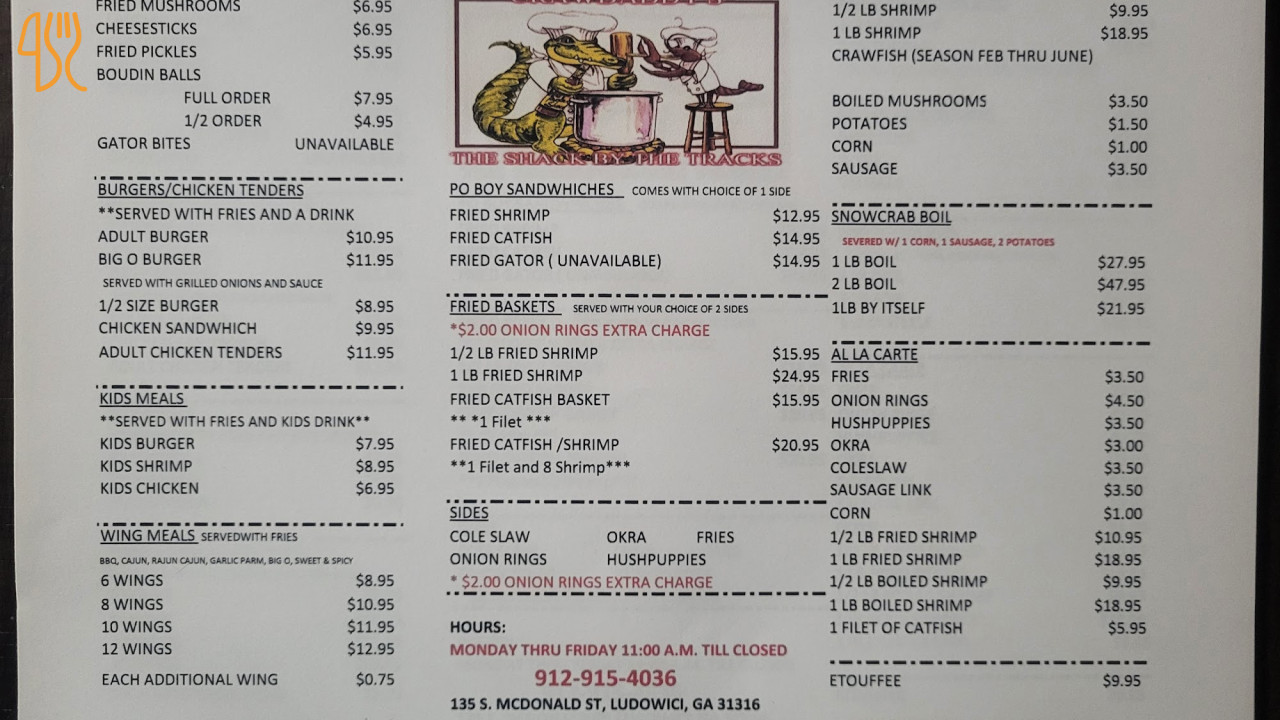 FRIED MUSHROOMS $6.95
CHEESESTICKS $6.95
FRIED PICKLES $5.95
BOUDIN BALLS
FULL ORDER $7.95
1/2 ORDER $4.95
GATOR BITES UNAVAILABLE
BURGERS/CHICKEN TENDERS
**SERVED WITH FRIES AND A DRINK
ADULT BURGER $10.95
BIG O BURGER $11.95
SERVED WITH GRILLED ONIONS AND SAUCE
1/2 SIZE BURGER $8.95
CHICKEN SANDWHICH $9.95
ADULT CHICKEN TENDERS $11.95
KIDS MEALS
**SERVED WITH FRIES AND KIDS DRINK**
KIDS BURGER $7.95
KIDS SHRIMP $8.95
KIDS CHICKEN $6.95
WING MEALS SERVEDWITH FRIES
BBQ, CAJUN, RAJUN CAJUN, GARLIC PARM, BIG O, SWEET & SPICY
6 WINGS $8.95
8 WINGS $10.95
10 WINGS $11.95
12 WINGS $12.95
EACH ADDITIONAL WING $0.75
THE SHACK BY THE TRACKS
PO BOY SANDWHICHES COMES WITH CHOICE OF 1 SIDE
FRIED SHRIMP $12.95
FRIED CATFISH $14.95
FRIED GATOR ( UNAVAILABLE) $14.95
FRIED BASKETS SERVED WITH YOUR CHOICE OF 2 SIDES
*$2.00 ONION RINGS EXTRA CHARGE
1/2 LB FRIED SHRIMP $15.95
1 LB FRIED SHRIMP $24.95
FRIED CATFISH BASKET $15.95
** *1 Filet ***
FRIED CATFISH /SHRIMP $20.95
**1 Filet and 8 Shrimp***
SIDES
COLE SLAW OKRA FRIES
ONION RINGS HUSHPUPPIES
* $2.00 ONION RINGS EXTRA CHARGE
HOURS:
MONDAY THRU FRIDAY 11:00 A.M. TILL CLOSED
912-915-4036
135 S. MCDONALD ST, LUDOWICI, GA 31316
1/2 LB SHRIMP $9.95
1 LB SHRIMP $18.95
CRAWFISH (SEASON FEB THRU JUNE)
BOILED MUSHROOMS $3.50
POTATOES $1.50
CORN $1.00
SAUSAGE $3.50
SNOWCRAB BOIL
SEVERED W/ 1 CORN, 1 SAUSAGE, 2 POTATOES
1 LB BOIL $27.95
2 LB BOIL $47.95
1LB BY ITSELF $21.95
AL LA CARTE
FRIES $3.50
ONION RINGS $4.50
HUSHPUPPIES $3.50
OKRA $3.00
COLESLAW $3.50
SAUSAGE LINK $3.50
CORN $1.00
1/2 LB FRIED SHRIMP $10.95
1 LB FRIED SHRIMP $18.95
1/2 LB BOILED SHRIMP $9.95
1 LB BOILED SHRIMP $18.95
1 FILET OF CATFISH $5.95
ETOUFFEE $9.95